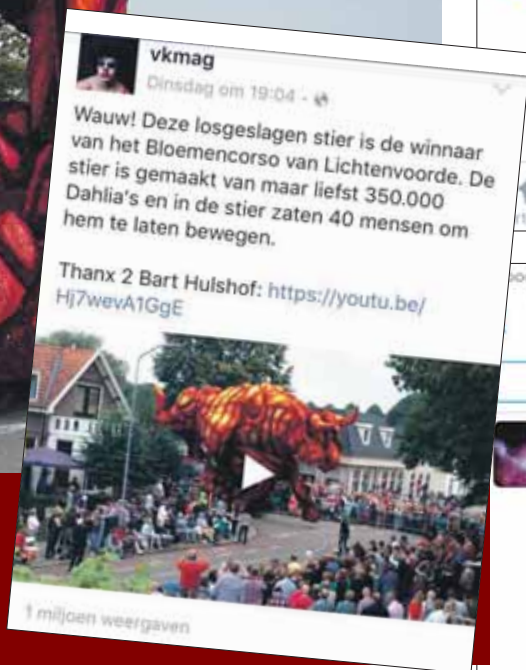 vkmag
Dinsdag om 19:04 -
Wauw! Deze losgeslagen stier is de winnaar
van het Bloemencorso van Lichtenvoorde. De
stier is gemaakt van maar liefst 350.000
Dahlia's en in de stier zaten 40 mensen om
hem te laten bewegen.
Thanx 2 Bart Hulshof: https://youtu.be/
Hj7wevA1GgE
1 miljoen weergaven